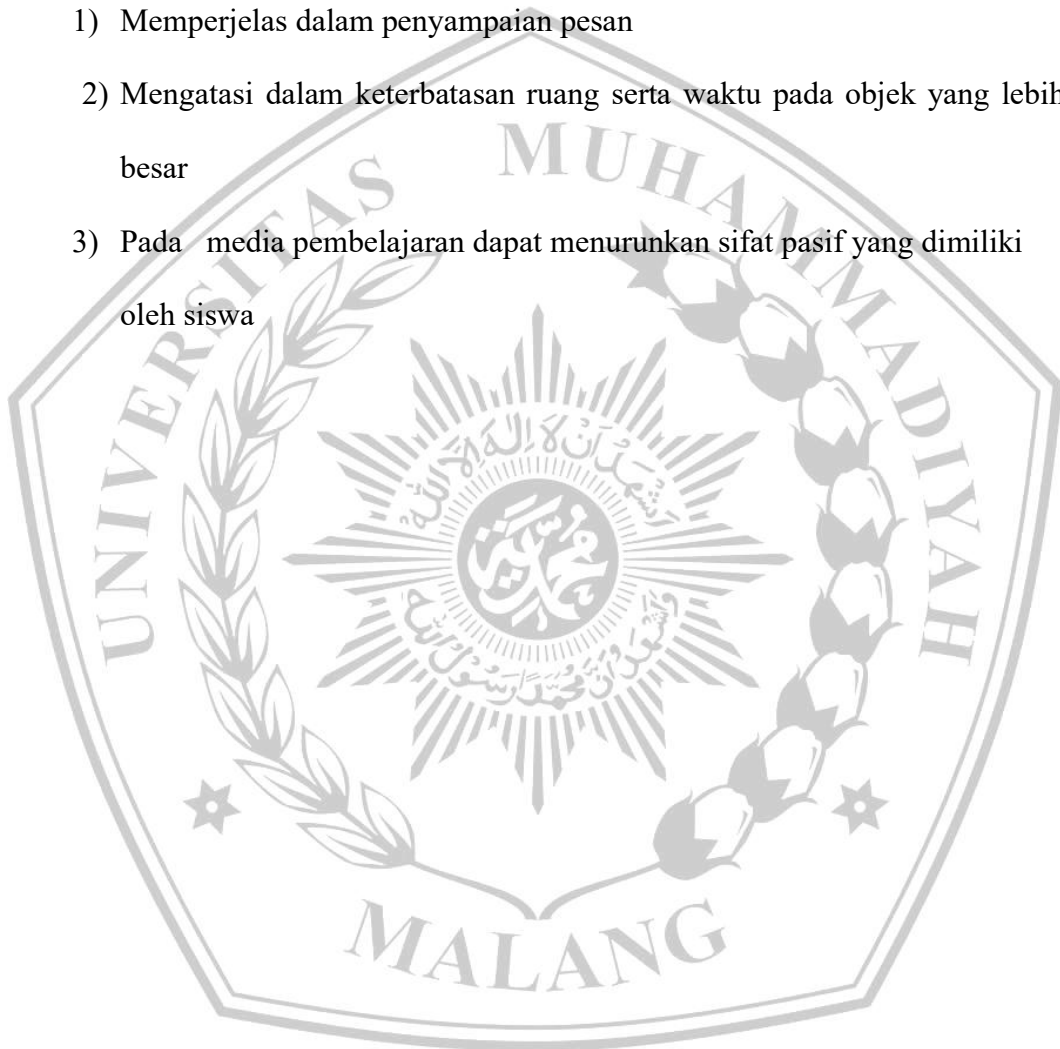 1) Memperjelas dalam penyampaian pesan
2) Mengatasi dalam keterbatasan ruang serta waktu pada objek yang lebih
besar
3) Pada media pembelajaran dapat menurunkan sifat pasif yang dimiliki
oleh siswa
UNIVERSITAS MUHAMMADIYAH
MALANG